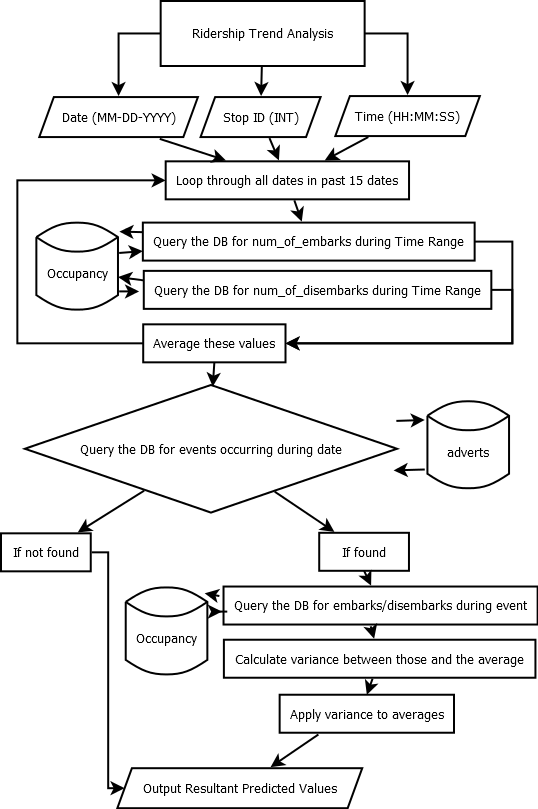 Ridership Trend Analysis
Date (MM-DD-YYYY)
Stop ID (INT)
Time (HH:MM:SS)
Loop through all dates in past 15 dates
Query the DB for num_of_embarks during Time Range
Occupancy
Query the DB for num_of_disembarks during Time Range
Average these values
Query the DB for events occurring during date
adverts
If not found
If found
Query the DB for embarks/disembarks during event
Occupancy
Calculate variance between those and the average
Apply variance to averages
Output Resultant Predicted Values